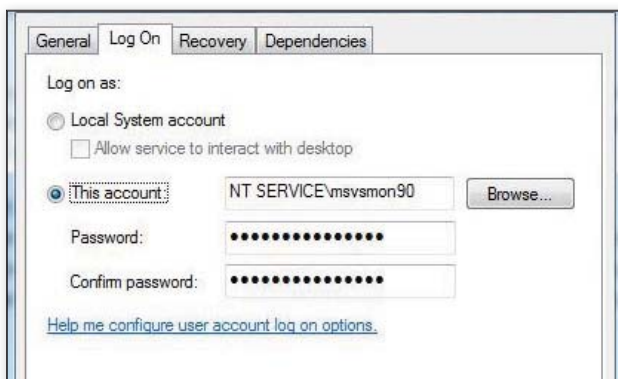 General Log On Recovery Dependencies
Log on as:
Local System account
Allow service to interact with desktop
This account: NT SERVICE\msvsmon90 Browse...
Password: •••••••••••••••
Confirm password: •••••••••••••••
Help me configure user account log on options.